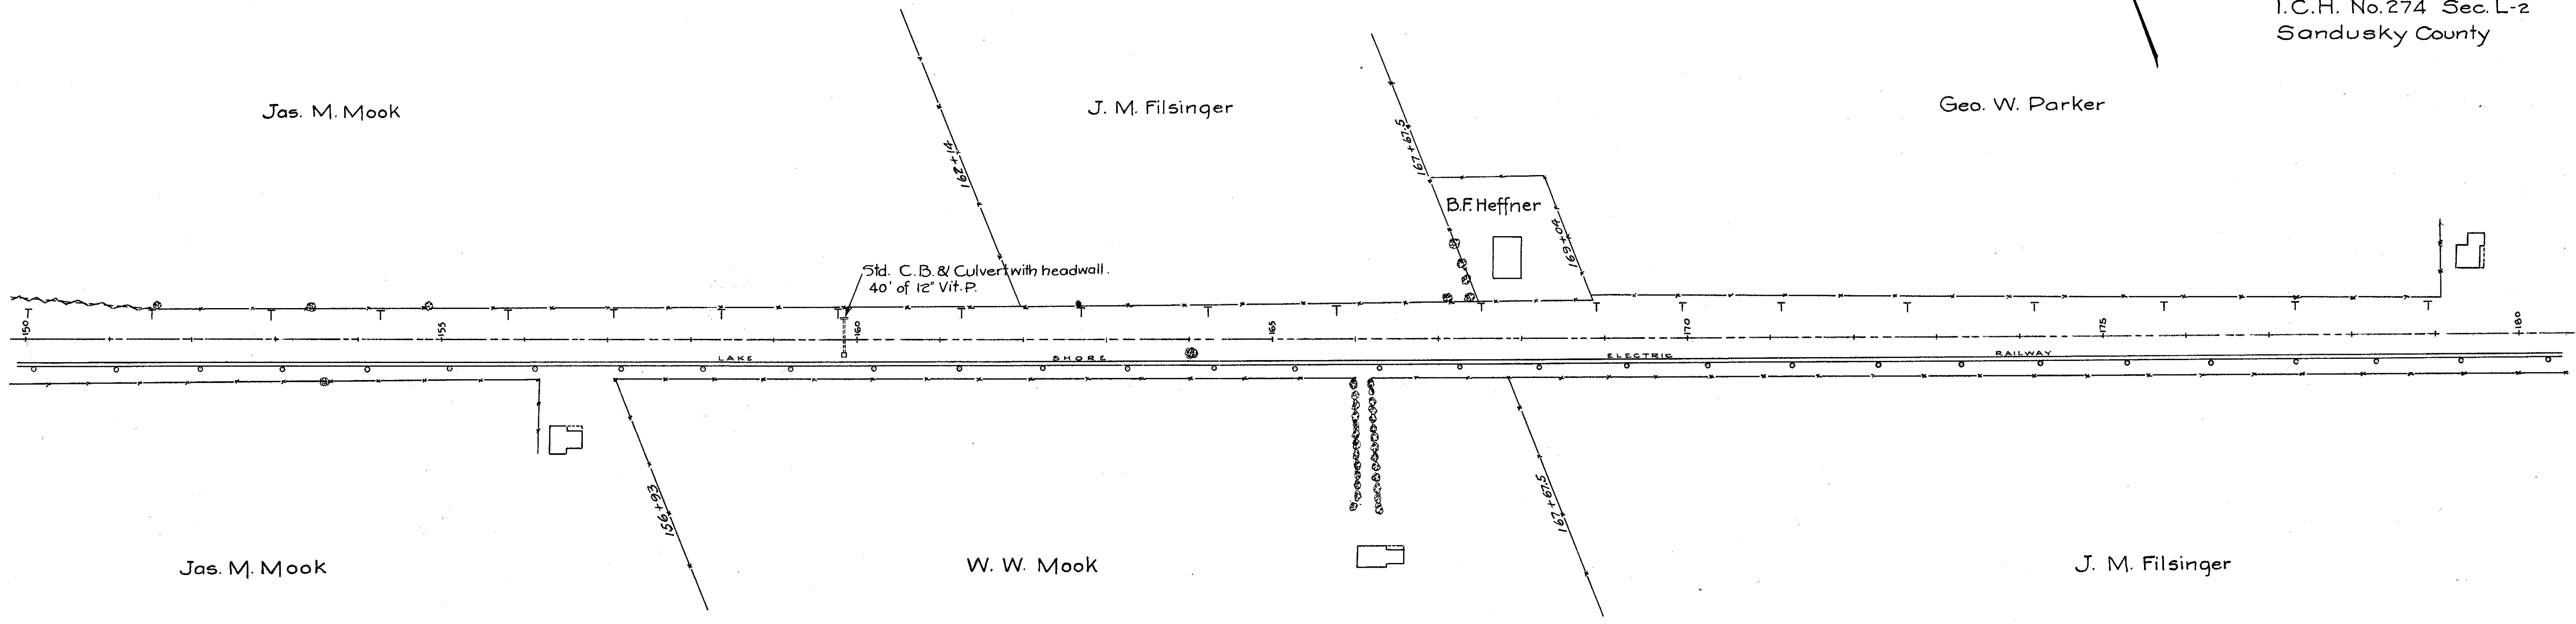 I.C.H. No. 274 Sec. L-2
Sandusky County
Jas. M. Mook
J. M. Filsinger
Geo. W. Parker
162+14
167+67.5
B.F. Heffner
169+04
Std. C.B. & Culvert with headwall.
40' of 12" Vit. P.
150
155
160
165
170
175
180
LAKE SHORE ELECTRIC RAILWAY
156+93
167+67.5
Jas. M. Mook
W. W. Mook
J. M. Filsinger